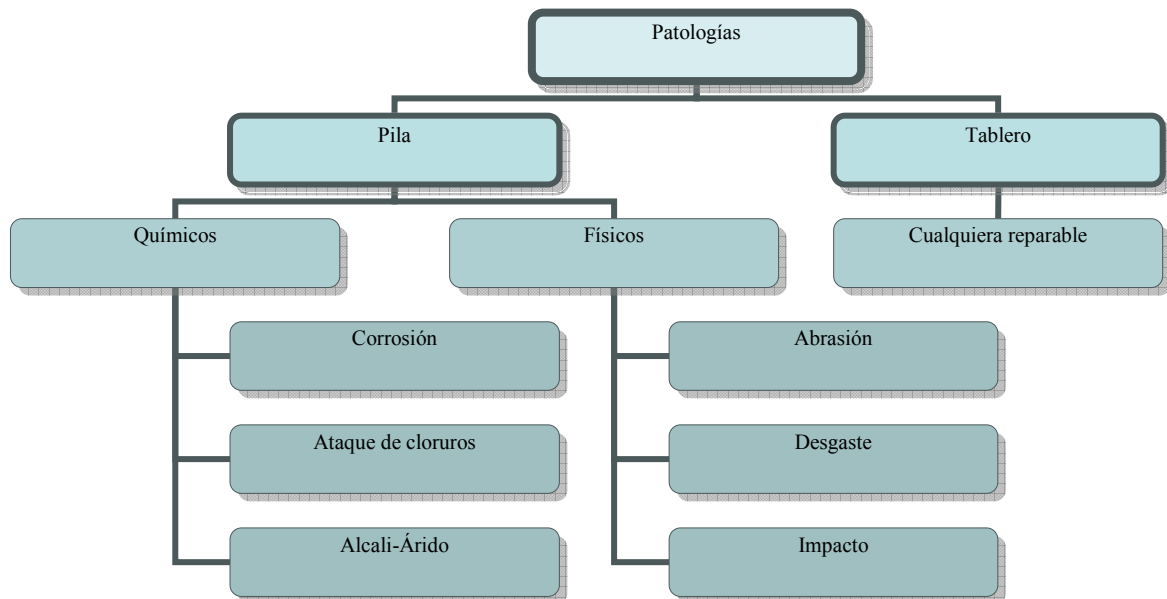 Patologías
Pila
Tablero
Químicos
Físicos
Cualquiera reparable
Corrosión
Abrasión
Ataque de cloruros
Desgaste
Alcali-Árido
Impacto